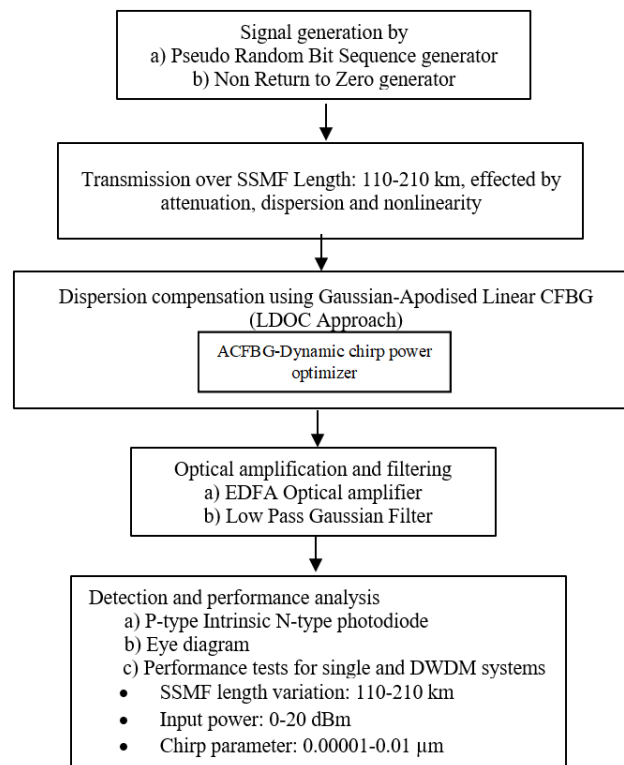 Signal generation by
a) Pseudo Random Bit Sequence generator
b) Non Return to Zero generator
Transmission over SSMF Length: 110-210 km, effected by
attenuation, dispersion and nonlinearity
Dispersion compensation using Gaussian-Apodised Linear CFBG
(LDOC Approach)
ACFBG-Dynamic chirp power
optimizer
Optical amplification and filtering
a) EDFA Optical amplifier
b) Low Pass Gaussian Filter
Detection and performance analysis
a) P-type Intrinsic N-type photodiode
b) Eye diagram
c) Performance tests for single and DWDM systems
• SSMF length variation: 110-210 km
• Input power: 0-20 dBm
• Chirp parameter: 0.00001-0.01 μm